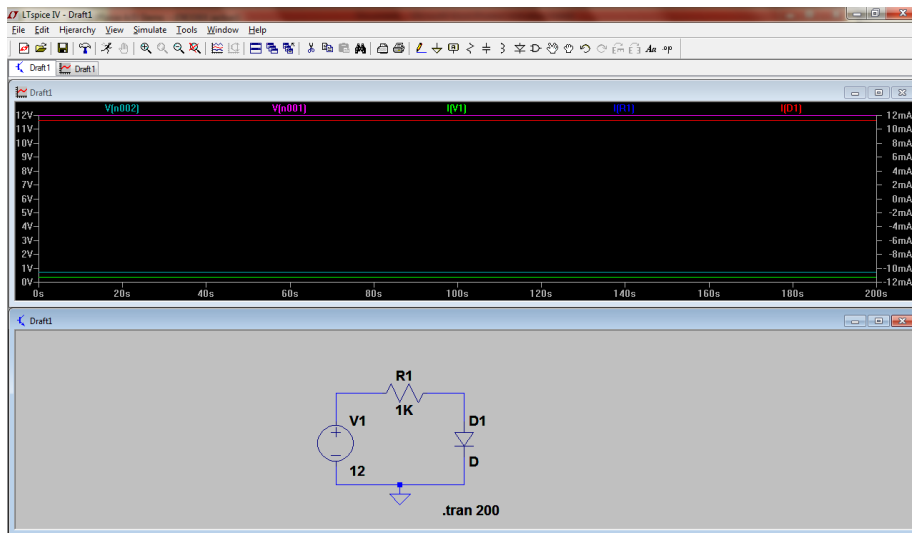 LTspice IV - Draft1
File Edit Hierarchy View Simulate Tools Window Help
Aa .op
Draft1 Draft1
Draft1
V(n002) V(n001) I(V1) I(R1) I(D1)
12V 12mA
11V 10mA
10V 8mA
9V 6mA
8V 4mA
7V 2mA
6V 0mA
5V -2mA
4V -4mA
3V -6mA
2V -8mA
1V -10mA
0V -12mA
0s 20s 40s 60s 80s 100s 120s 140s 160s 180s 200s
Draft1
R1
1K
V1
12
D1
D
.tran 200